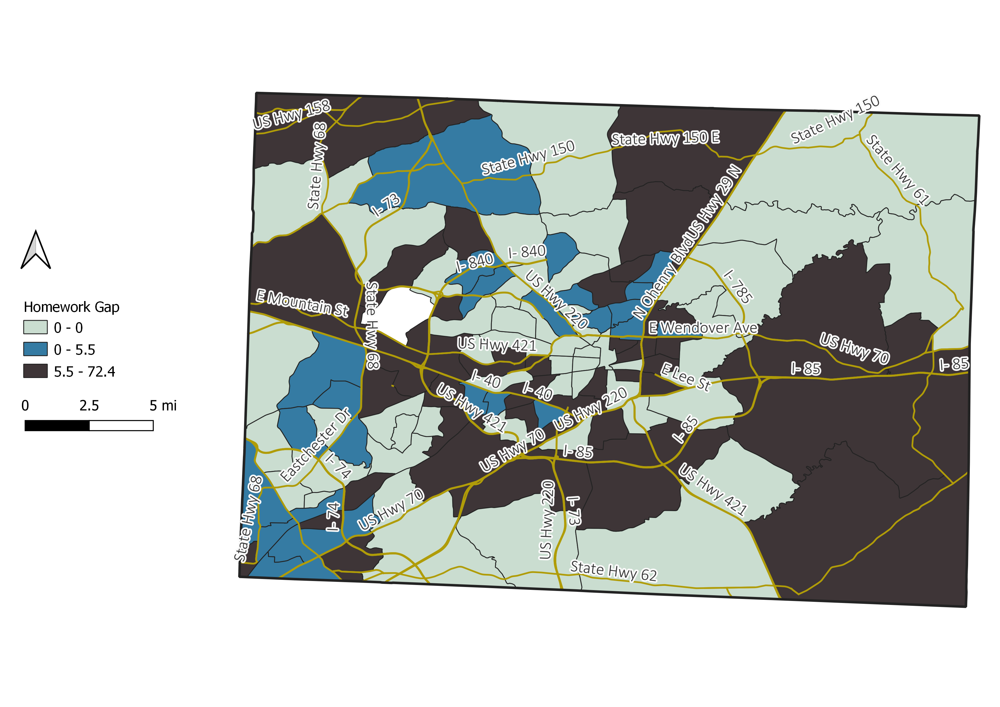 US Hwy 158
State Hwy 68
State Hwy 150
State Hwy 150 E
State Hwy 150
State Hwy 61
I- 73
US Hwy 29 N
N Ohenry Blvd
I- 840
I- 840
US Hwy 220
I- 785
E Mountain St
State Hwy 68
E Wendover Ave
US Hwy 421
US Hwy 70
I- 85
I- 85
E Lee St
I- 40
I- 40
US Hwy 421
US Hwy 220
Eastchester Dr
I- 74
US Hwy 70
I- 85
I- 85
US Hwy 421
State Hwy 68
I- 74
US Hwy 70
US Hwy 220
I- 73
State Hwy 62
Homework Gap
0 - 0
0 - 5.5
5.5 - 72.4
0 2.5 5 mi